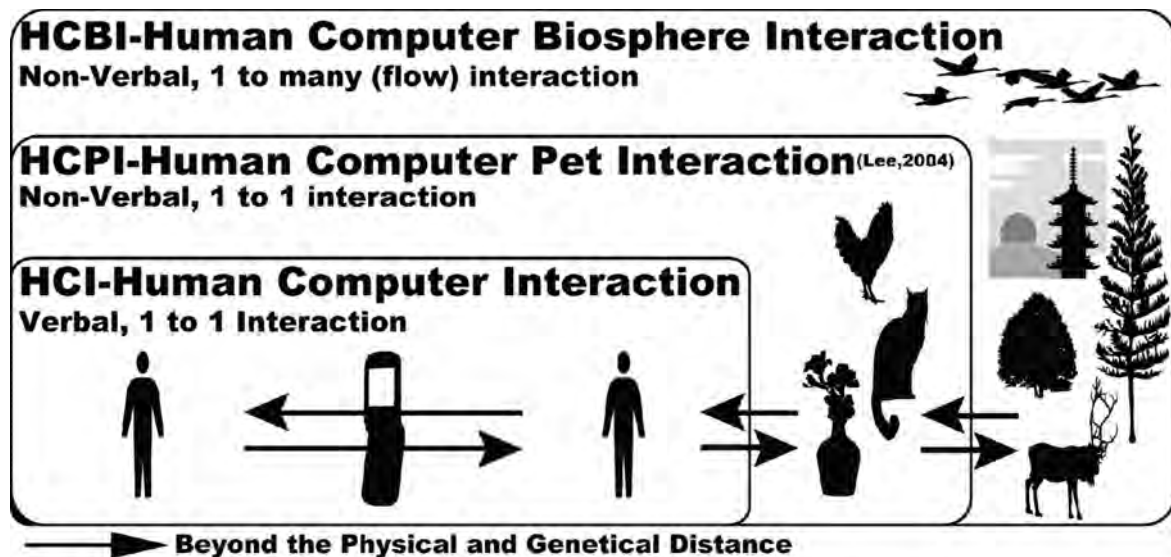 HCBI-Human Computer Biosphere Interaction
Non-Verbal, 1 to many (flow) interaction
HCPI-Human Computer Pet Interaction(Lee,2004)
Non-Verbal, 1 to 1 interaction
HCI-Human Computer Interaction
Verbal, 1 to 1 Interaction
Beyond the Physical and Genetical Distance